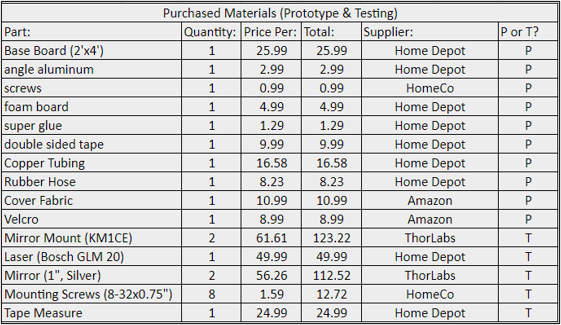 Purchased Materials (Prototype & Testing)
Part: Quantity: Price Per: Total: Supplier: P or T?
Base Board (2'x4') 1 25.99 25.99 Home Depot P
angle aluminum 1 2.99 2.99 Home Depot P
screws 1 0.99 0.99 HomeCo P
foam board 1 4.99 4.99 Home Depot P
super glue 1 1.29 1.29 Home Depot P
double sided tape 1 9.99 9.99 Home Depot P
Copper Tubing 1 16.58 16.58 Home Depot P
Rubber Hose 1 8.23 8.23 Home Depot P
Cover Fabric 1 10.99 10.99 Amazon P
Velcro 1 8.99 8.99 Amazon P
Mirror Mount (KM1CE) 2 61.61 123.22 ThorLabs T
Laser (Bosch GLM 20) 1 49.99 49.99 Home Depot T
Mirror (1", Silver) 2 56.26 112.52 ThorLabs T
Mounting Screws (8-32x0.75") 8 1.59 12.72 HomeCo T
Tape Measure 1 24.99 24.99 Home Depot T